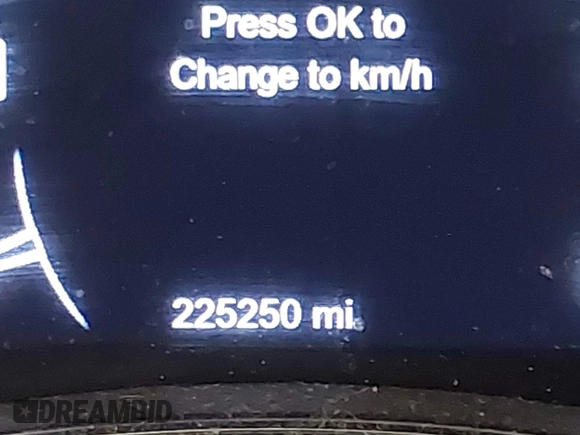 Press OK to
Change to km/h
225250 mi
DREAMBID